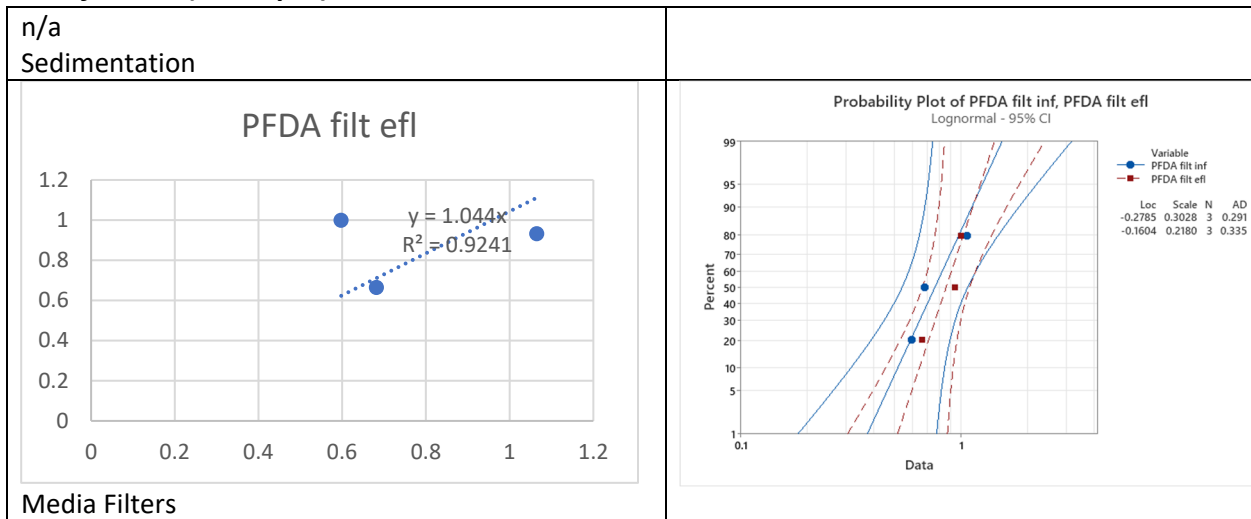 n/a
Sedimentation
PFDA filt efl
1.2
1
0.8
0.6
0.4
0.2
0
y = 1.044x
R² = 0.9241
0 0.2 0.4 0.6 0.8 1 1.2
Media Filters
Probability Plot of PFDA filt inf, PFDA filt efl
Lognormal - 95% CI
Percent
99
95
90
80
70
60
50
40
30
20
10
5
1
0.1 1
Data
Variable
PFDA filt inf
PFDA filt efl
Loc Scale N AD
-0.2785 0.3028 3 0.291
-0.1604 0.2180 3 0.335